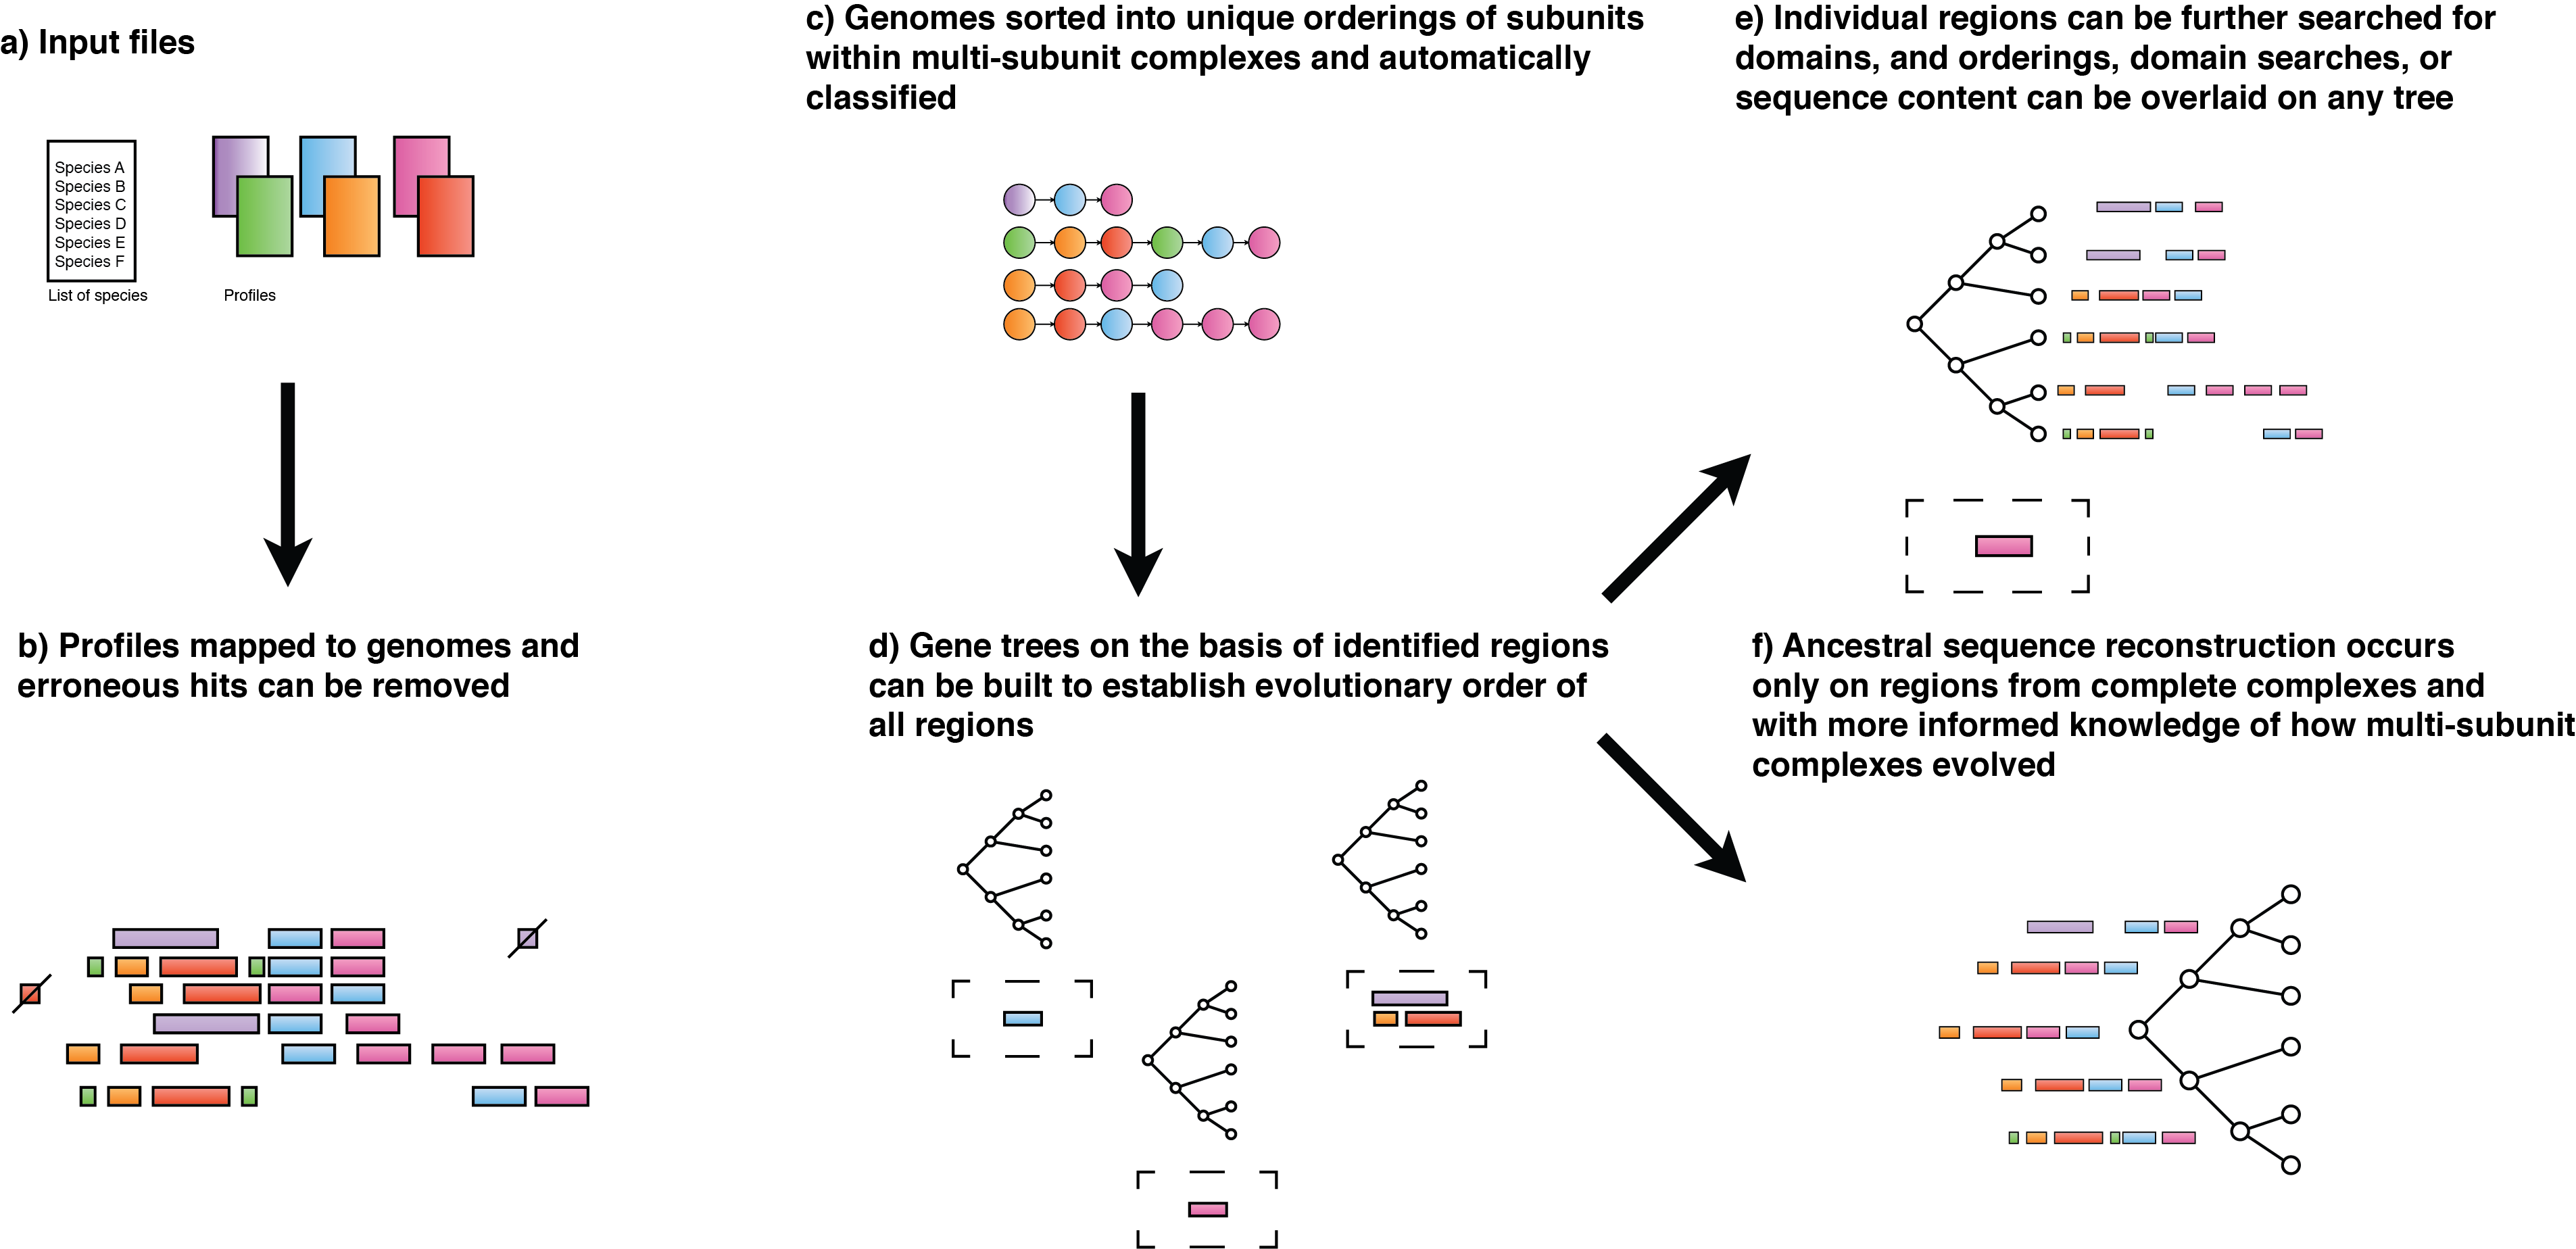 a) Input files
Species A
Species B
Species C
Species D
Species E
Species F
List of species
Profiles
b) Profiles mapped to genomes and
erroneous hits can be removed
c) Genomes sorted into unique orderings of subunits
within multi-subunit complexes and automatically
classified
d) Gene trees on the basis of identified regions
can be built to establish evolutionary order of
all regions
e) Individual regions can be further searched for
domains, and orderings, domain searches, or
sequence content can be overlaid on any tree
f) Ancestral sequence reconstruction occurs
only on regions from complete complexes and
with more informed knowledge of how multi-subunit
complexes evolved